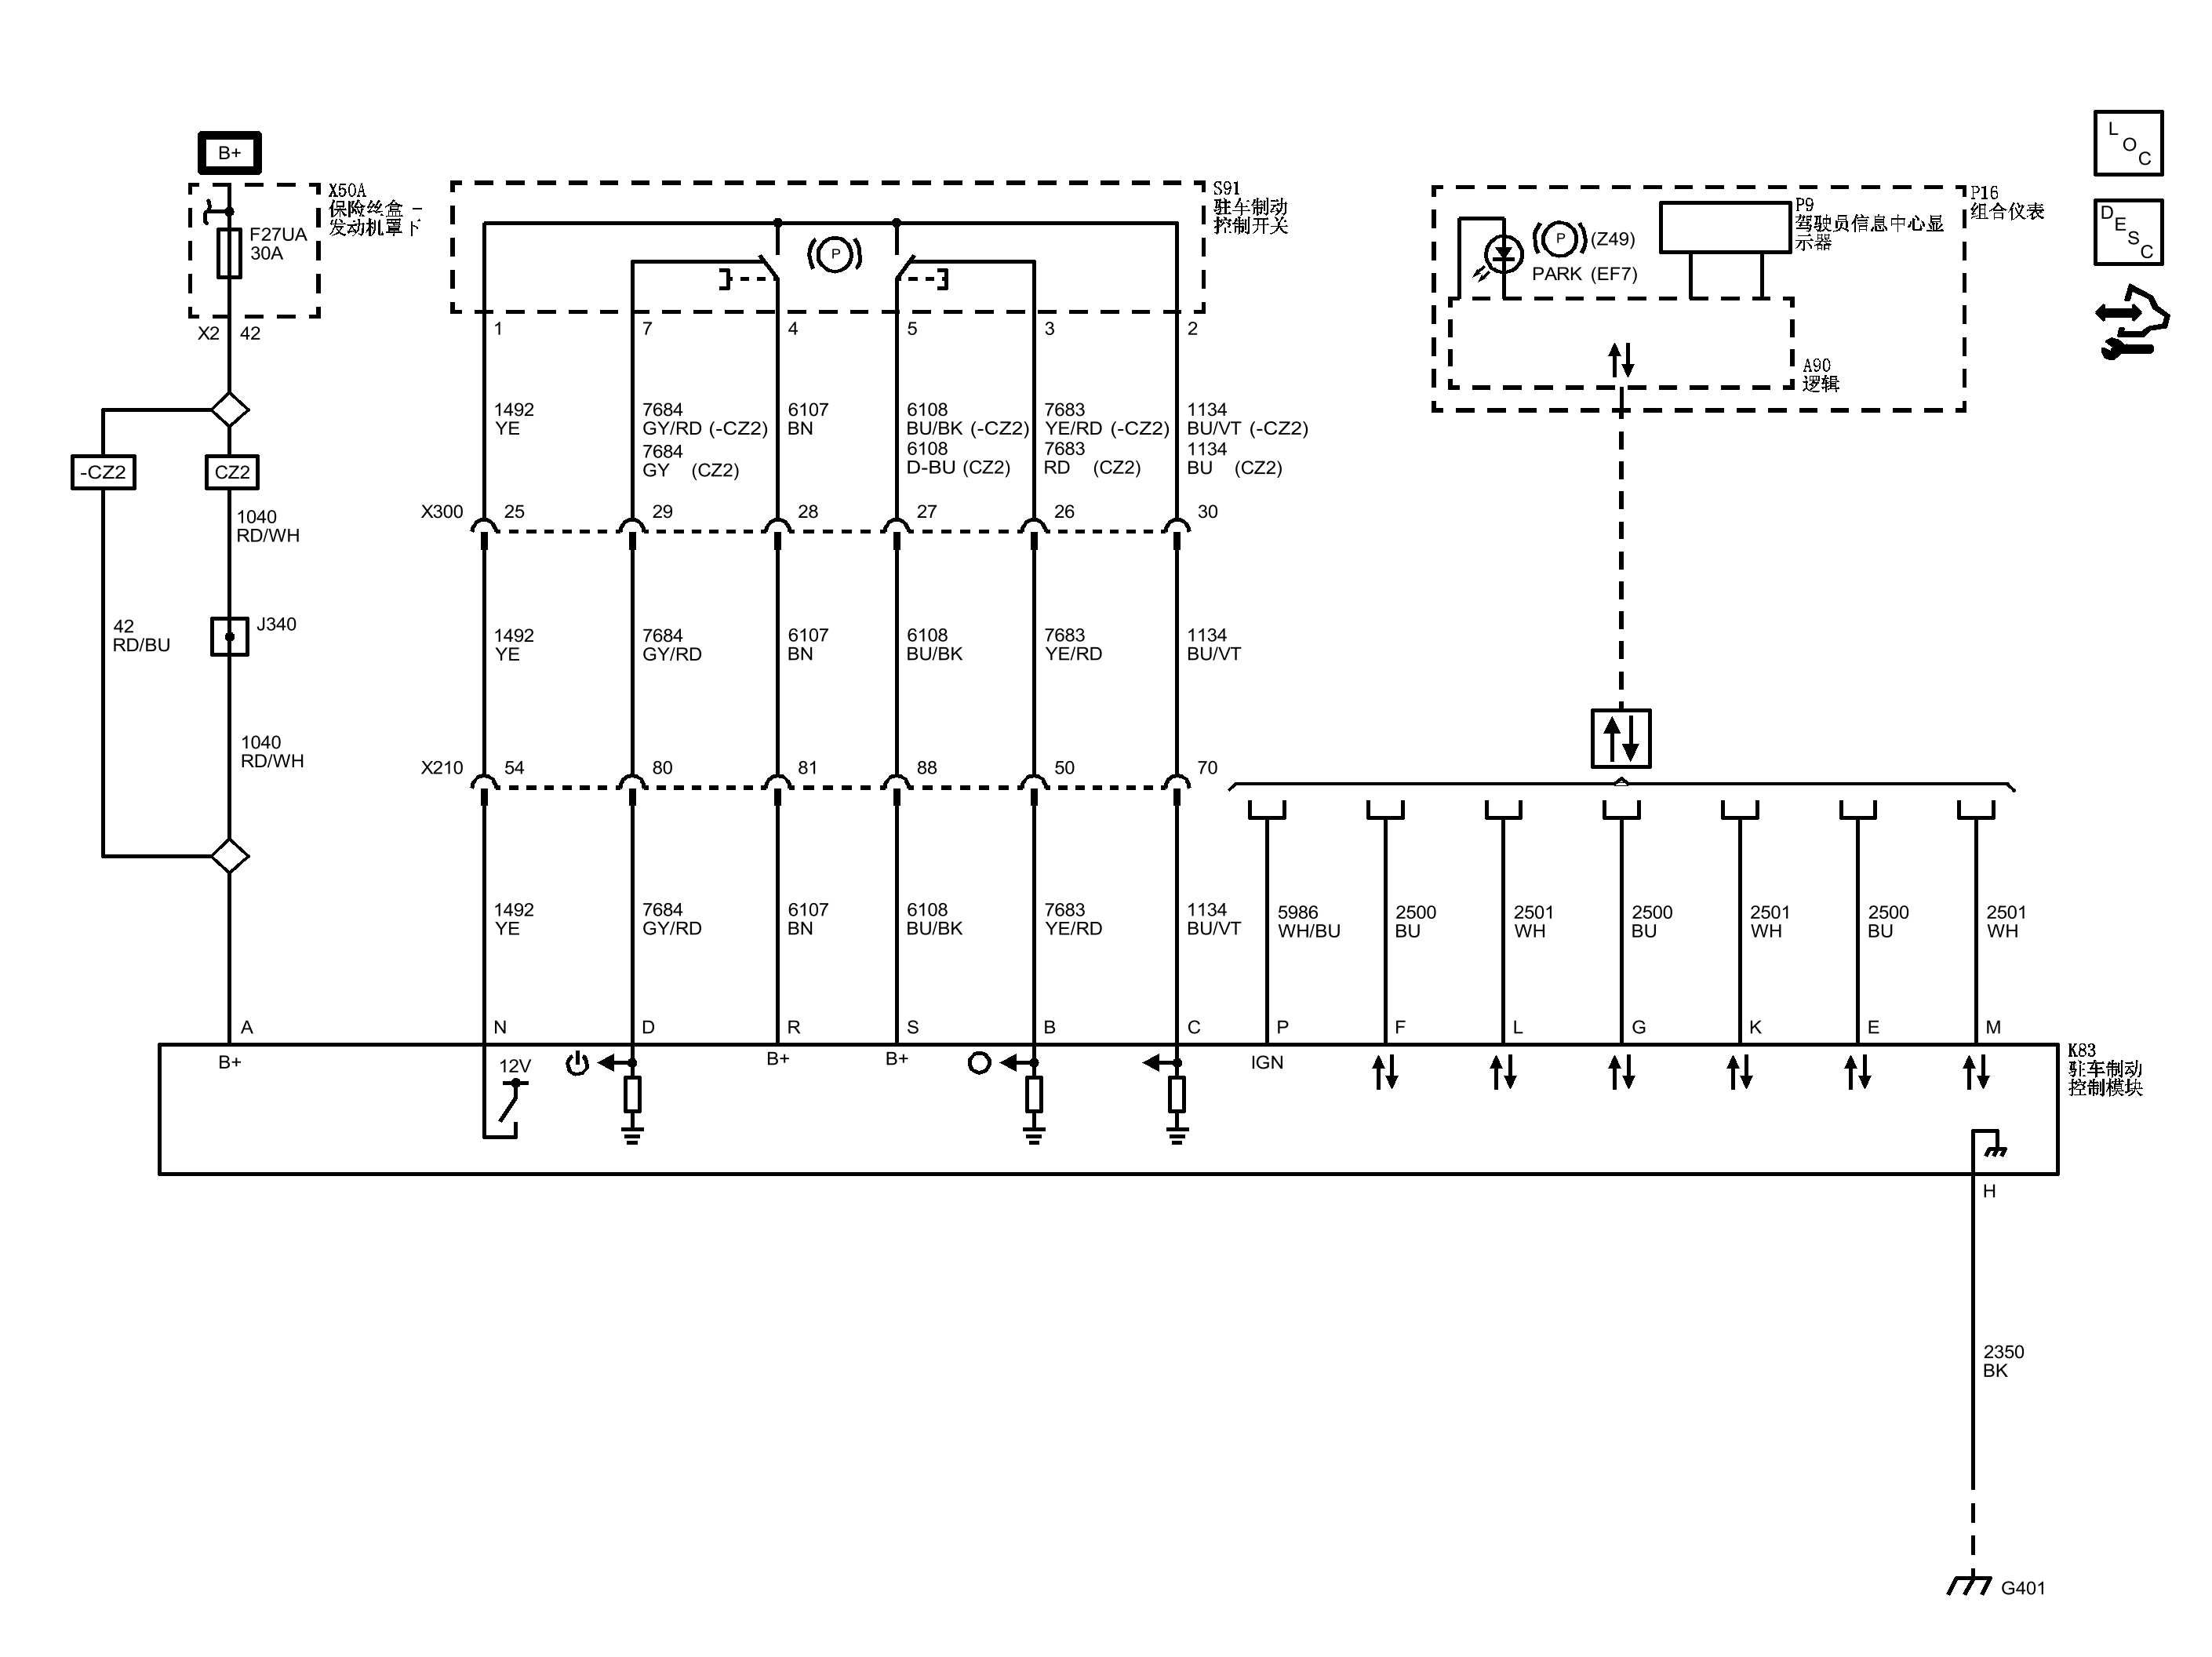 B+
X50A
保险丝盒 -
发动机罩下
F27UA
30A
X2 42
-CZ2
CZ2
1040
RD/WH
42
RD/BU
J340
1040
RD/WH
S91
驻车制动
控制开关
P
1 7 4 5 3 2
1492
YE
7684
GY/RD (-CZ2)
7684
GY (CZ2)
6107
BN
6108
BU/BK (-CZ2)
6108
D-BU (CZ2)
7683
YE/RD (-CZ2)
7683
RD (CZ2)
1134
BU/VT (-CZ2)
1134
BU (CZ2)
X300 25 29 28 27 26 30
1492
YE
7684
GY/RD
6107
BN
6108
BU/BK
7683
YE/RD
1134
BU/VT
X210 54 80 81 88 50 70
1492
YE
7684
GY/RD
6107
BN
6108
BU/BK
7683
YE/RD
1134
BU/VT
P16
组合仪表
P9
驾驶员信息中心显
示器
P (Z49)
PARK (EF7)
A90
逻辑
L
O
C
D
E
S
C
5986
WH/BU
2500
BU
2501
WH
2500
BU
2501
WH
2500
BU
2501
WH
A N D R S B C P F L G K E M
B+ 12V B+ B+ IGN
K83
驻车制动
控制模块
H
2350
BK
G401